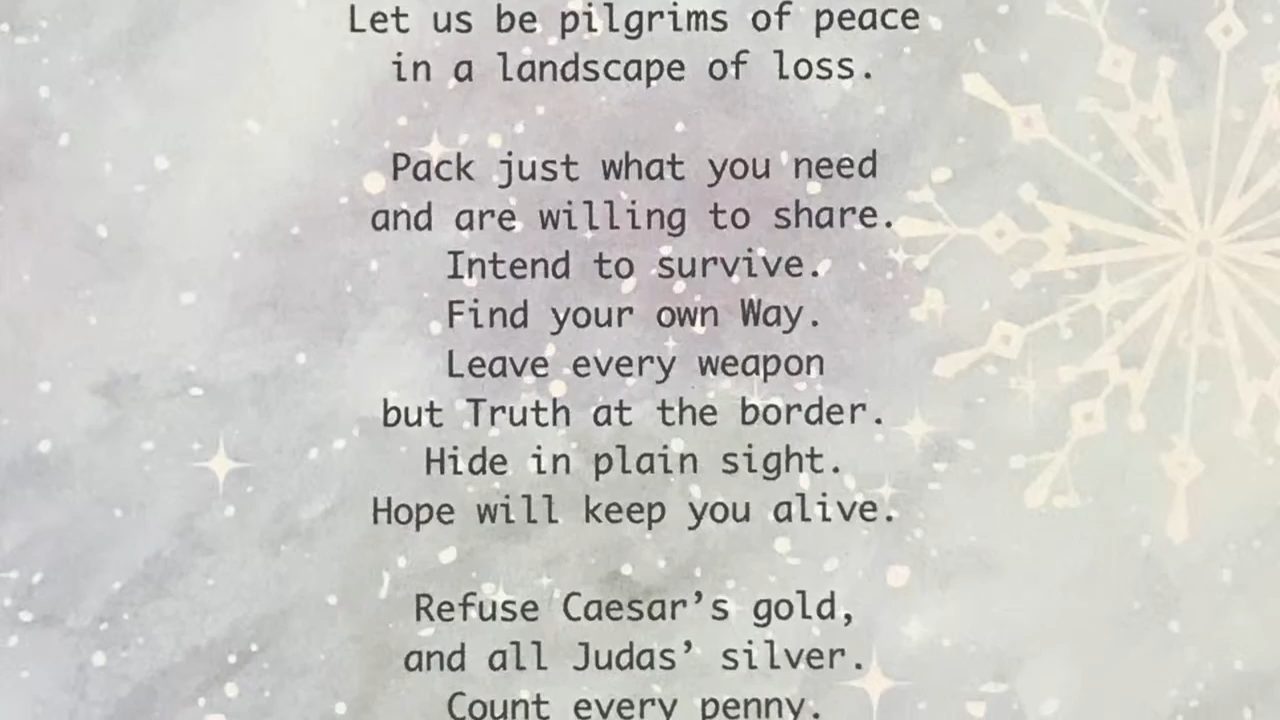 Let us be pilgrims of peace
in a landscape of loss.
Pack just what you need
and are willing to share.
Intend to survive.
Find your own Way.
Leave every weapon
but Truth at the border.
Hide in plain sight.
Hope will keep you alive.
Refuse Caesar’s gold,
and all Judas’ silver.
Count every penny.